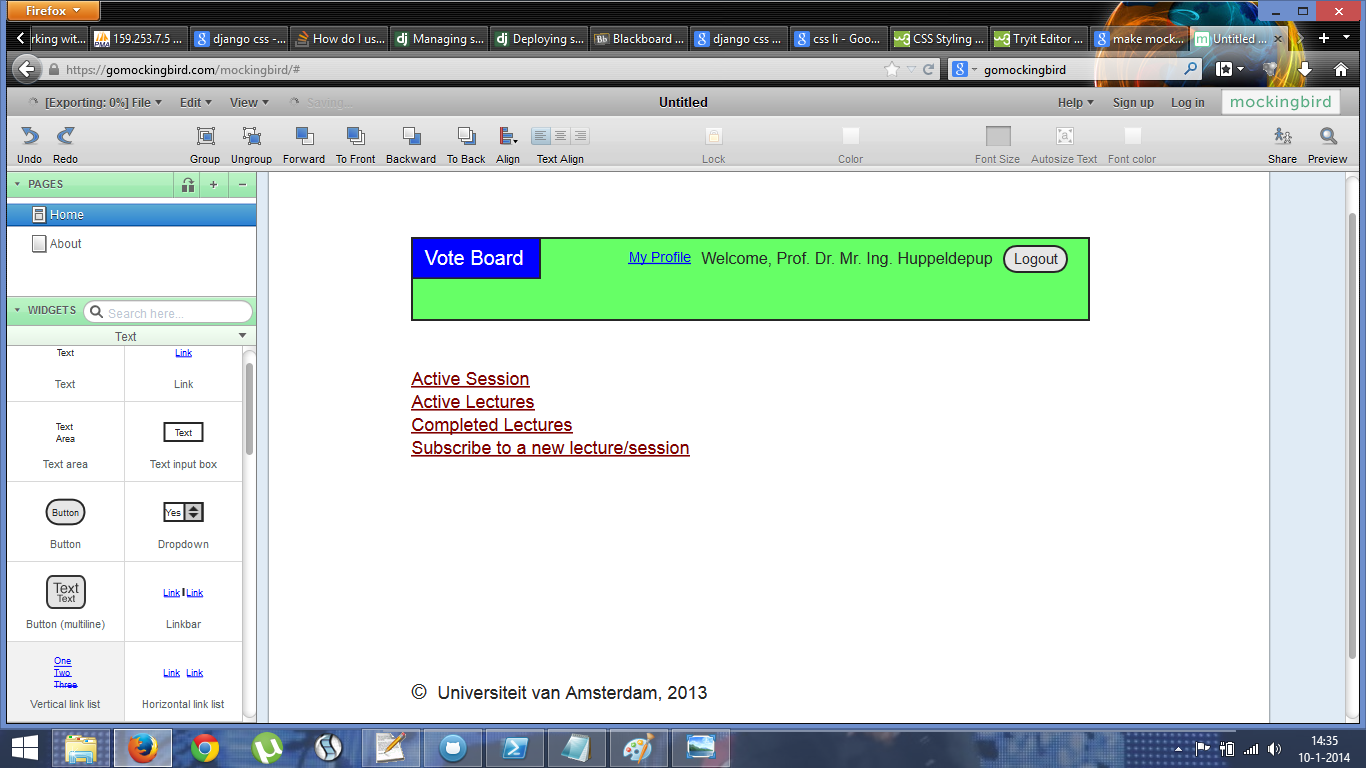 Firefox
rking wit...
159.253.7.5 ...
django css -...
How do I us...
Managing s...
Deploying s...
Blackboard ...
django css ...
css li - Goo...
CSS Styling ...
Tryit Editor ...
make mock...
Untitled ...
https://gomockingbird.com/mockingbird/#
gomockingbird
[Exporting: 0%] File
Edit
View
Saving...
Untitled
Help
Sign up
Log in
mockingbird
Undo
Redo
Group
Ungroup
Forward
To Front
Backward
To Back
Align
Text Align
Lock
Color
Font Size
Autosize Text
Font color
Share
Preview
PAGES
Home
About
WIDGETS
Search here...
Text
Text
Link
Text
Link
Text
Area
Text
Text area
Text input box
Button
Yes
Button
Dropdown
Text
Text
Link Link
Button (multiline)
Linkbar
One
Two
Three
Link Link
Vertical link list
Horizontal link list
Vote Board
My Profile
Welcome, Prof. Dr. Mr. Ing. Huppeldepup
Logout
Active Session
Active Lectures
Completed Lectures
Subscribe to a new lecture/session
© Universiteit van Amsterdam, 2013
14:35
10-1-2014